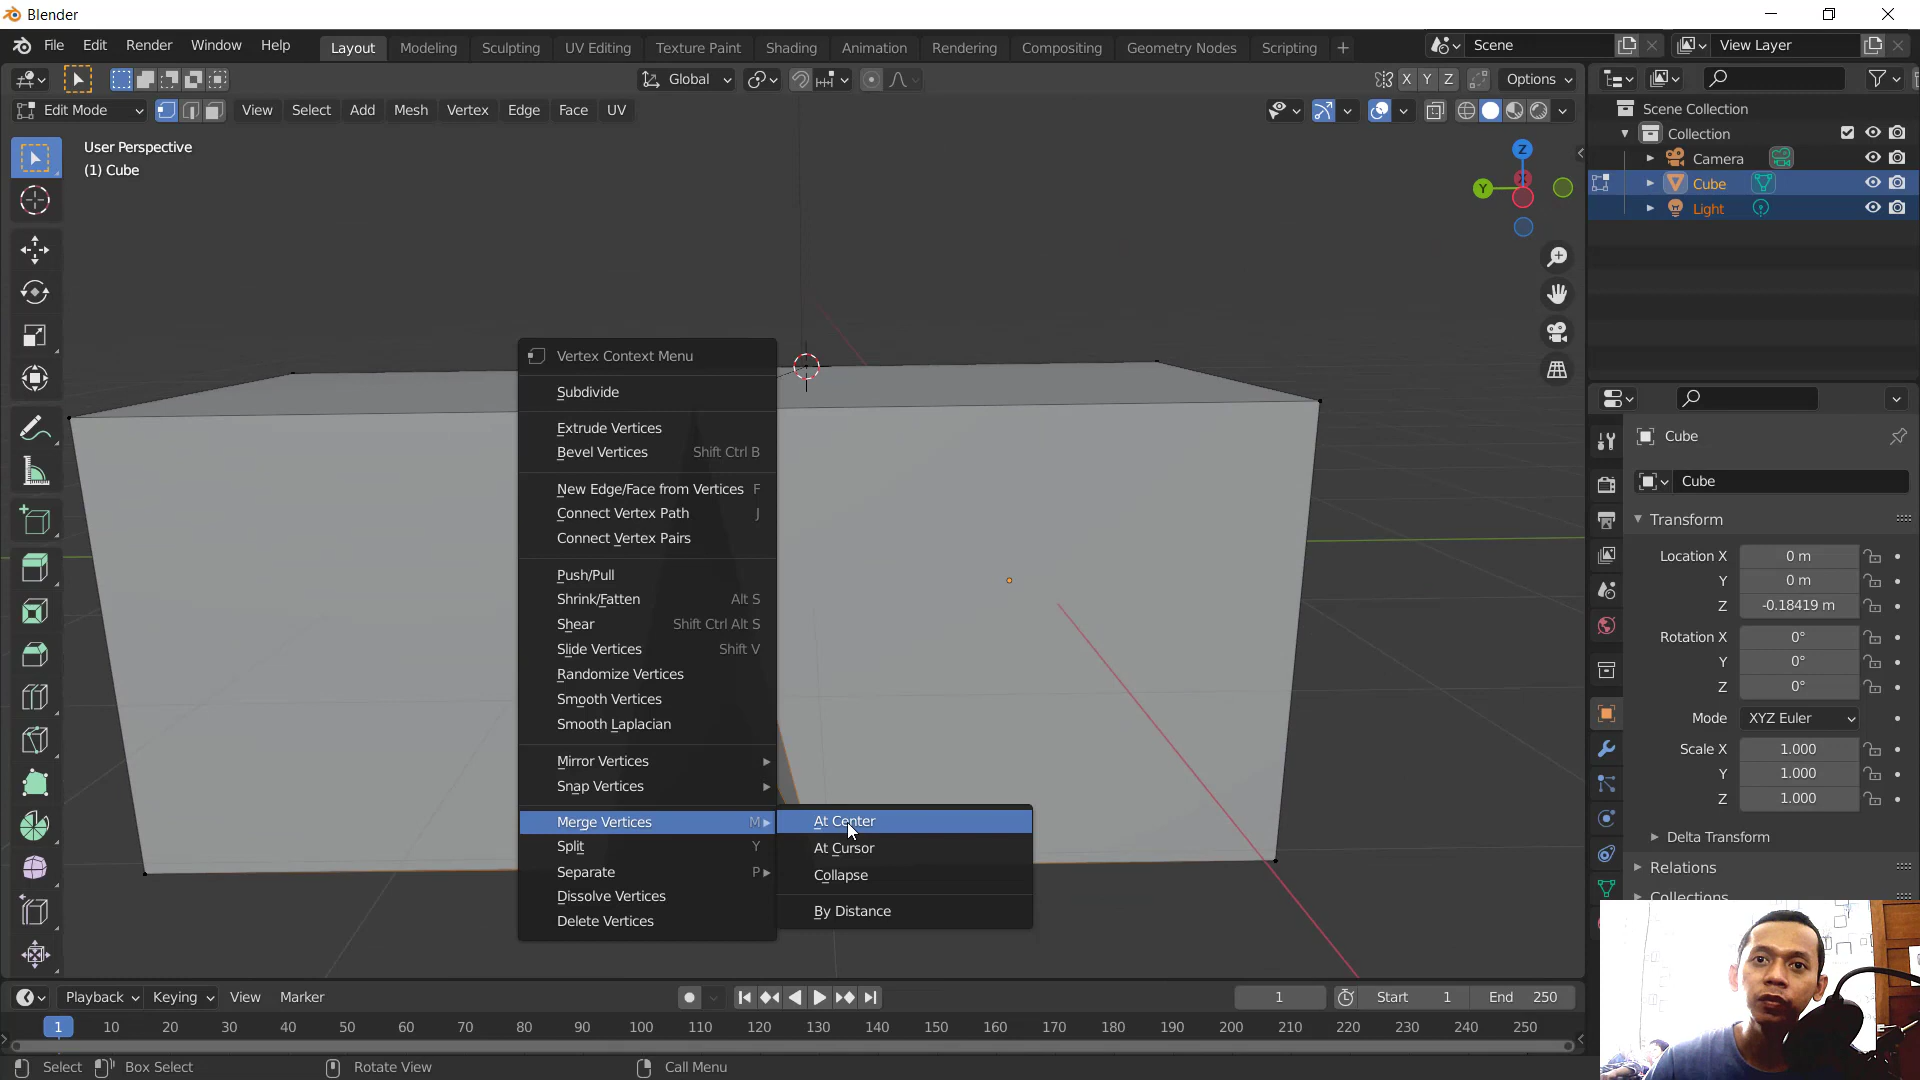 Blender
File Edit Render Window Help Layout Modeling Sculpting UV Editing Texture Paint Shading Animation Rendering Compositing Geometry Nodes Scripting + Scene View Layer
Global X Y Z Options
Edit Mode View Select Add Mesh Vertex Edge Face UV
User Perspective
(1) Cube
Z
Y
Scene Collection
Collection
Camera
Cube
Light
Vertex Context Menu
Subdivide
Extrude Vertices
Bevel Vertices Shift Ctrl B
New Edge/Face from Vertices F
Connect Vertex Path J
Connect Vertex Pairs
Push/Pull
Shrink/Fatten Alt S
Shear Shift Ctrl Alt S
Slide Vertices Shift V
Randomize Vertices
Smooth Vertices
Smooth Laplacian
Mirror Vertices
Snap Vertices
Merge Vertices M
Split Y
Separate P
Dissolve Vertices
Delete Vertices
At Center
At Cursor
Collapse
By Distance
Cube
Cube
Transform
Location X 0 m
Y 0 m
Z -0.18419 m
Rotation X 0°
Y 0°
Z 0°
Mode XYZ Euler
Scale X 1.000
Y 1.000
Z 1.000
Delta Transform
Relations
Collections
Playback Keying View Marker 1 Start 1 End 250
1 10 20 30 40 50 60 70 80 90 100 110 120 130 140 150 160 170 180 190 200 210 220 230 240 250
Select Box Select Rotate View Call Menu